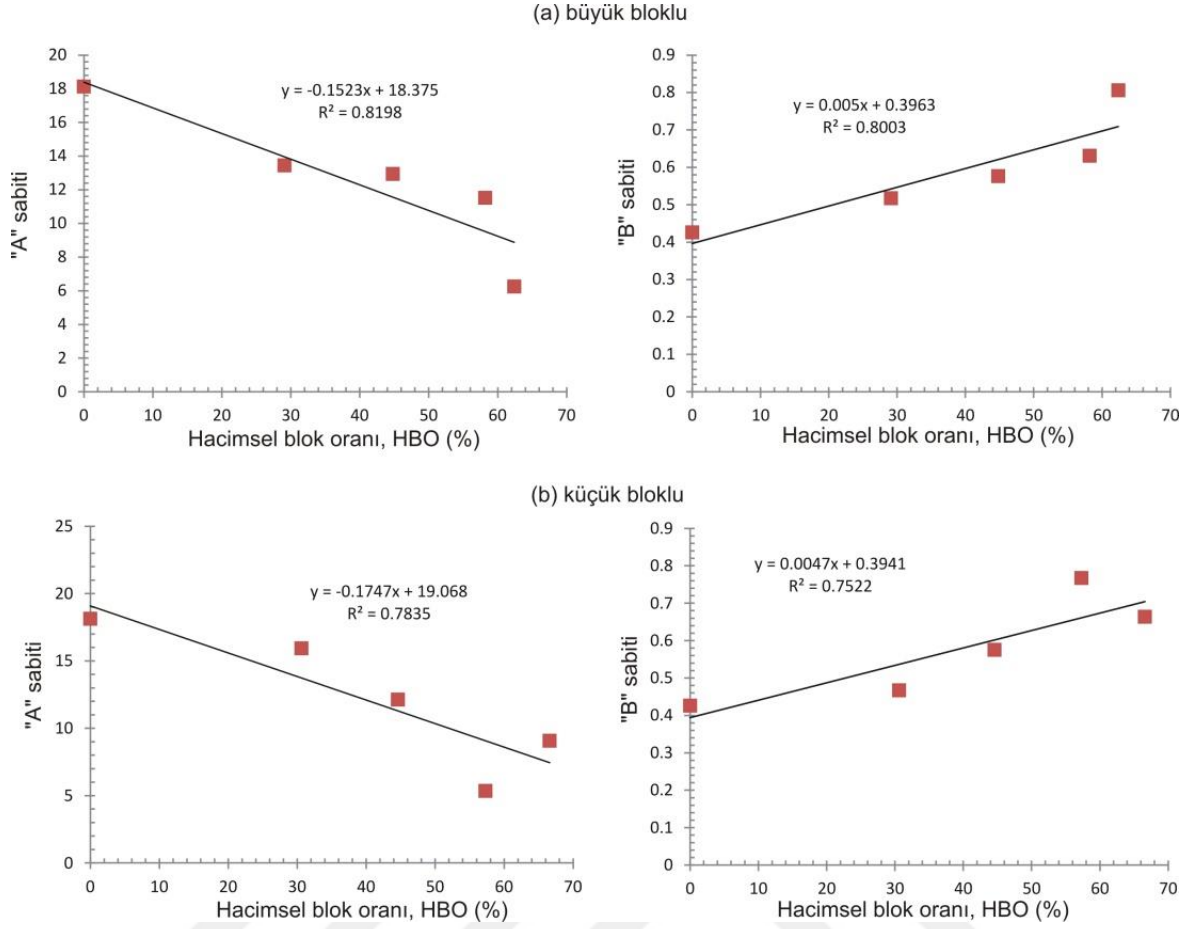 (a) büyük bloklu
20
18
16
14
12
10
8
6
4
2
0
"A" sabiti
y = -0.1523x + 18.375
R² = 0.8198
0 10 20 30 40 50 60 70
Hacimsel blok oranı, HBO (%)
0.9
0.8
0.7
0.6
0.5
0.4
0.3
0.2
0.1
0
"B" sabiti
y = 0.005x + 0.3963
R² = 0.8003
0 10 20 30 40 50 60 70
Hacimsel blok oranı, HBO (%)
(b) küçük bloklu
25
20
15
10
5
0
"A" sabiti
y = -0.1747x + 19.068
R² = 0.7835
0 10 20 30 40 50 60 70
Hacimsel blok oranı, HBO (%)
0.9
0.8
0.7
0.6
0.5
0.4
0.3
0.2
0.1
0
"B" sabiti
y = 0.0047x + 0.3941
R² = 0.7522
0 10 20 30 40 50 60 70
Hacimsel blok oranı, HBO (%)